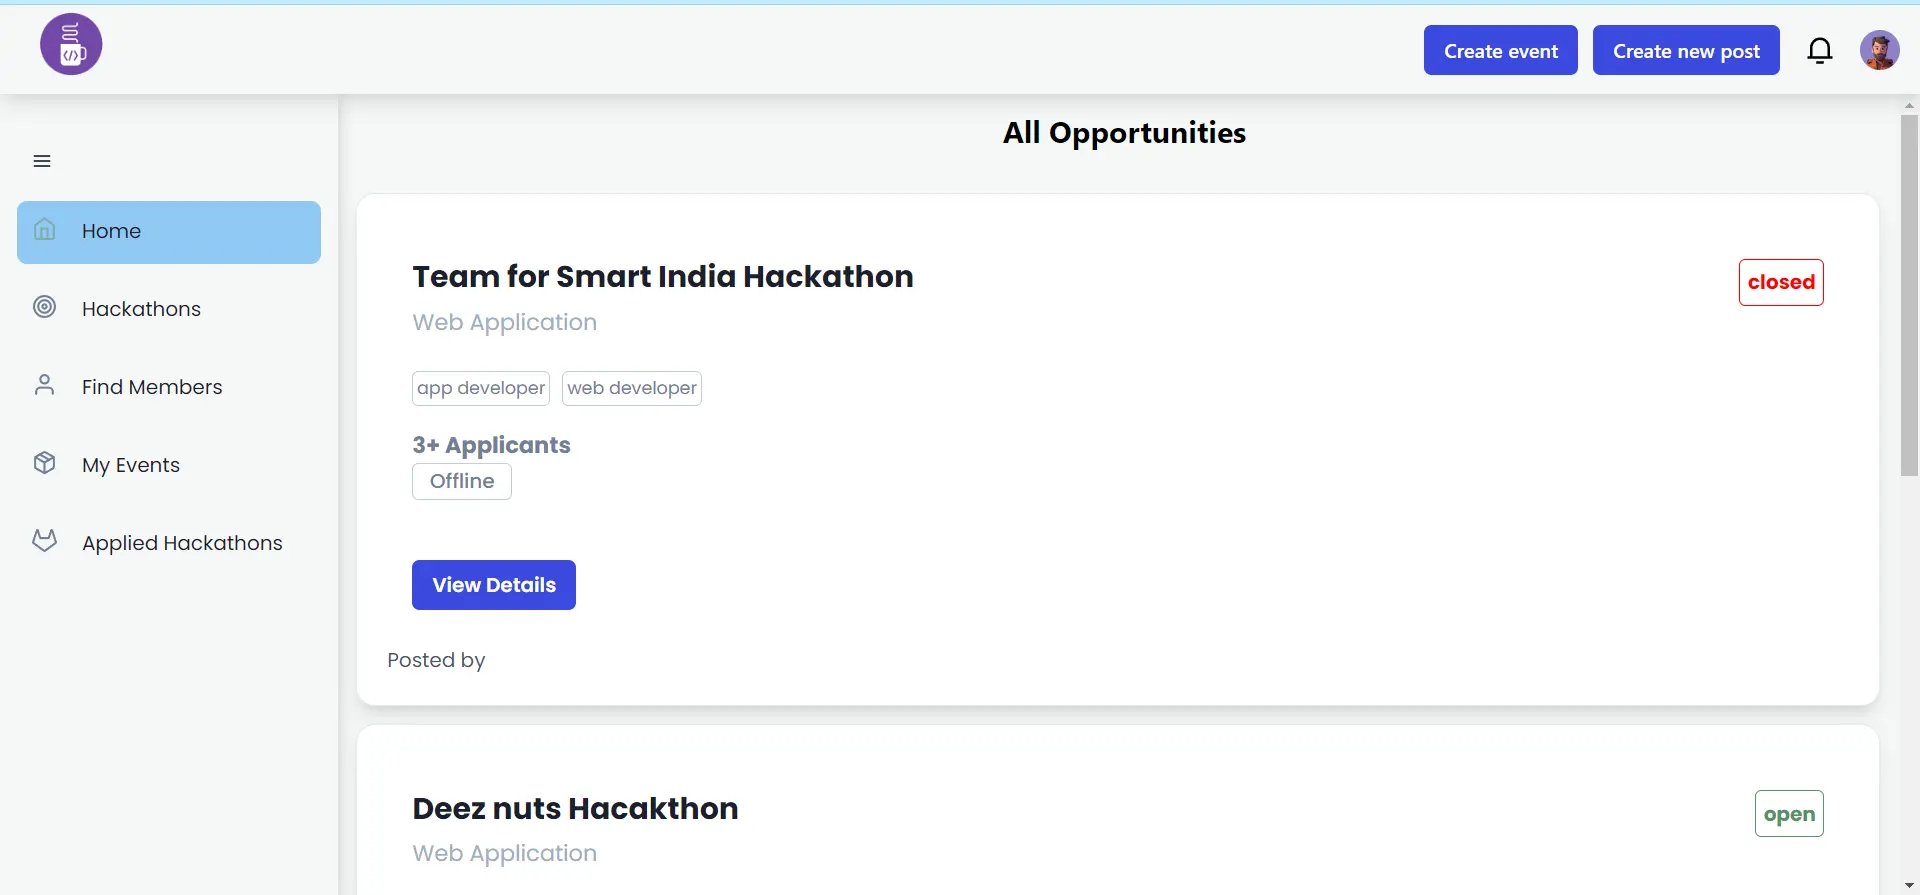 </>
Create event
Create new post
All Opportunities
Home
Hackathons
Find Members
My Events
Applied Hackathons
Team for Smart India Hackathon
closed
Web Application
app developer web developer
3+ Applicants
Offline
View Details
Posted by
Deez nuts Hacakthon
open
Web Application